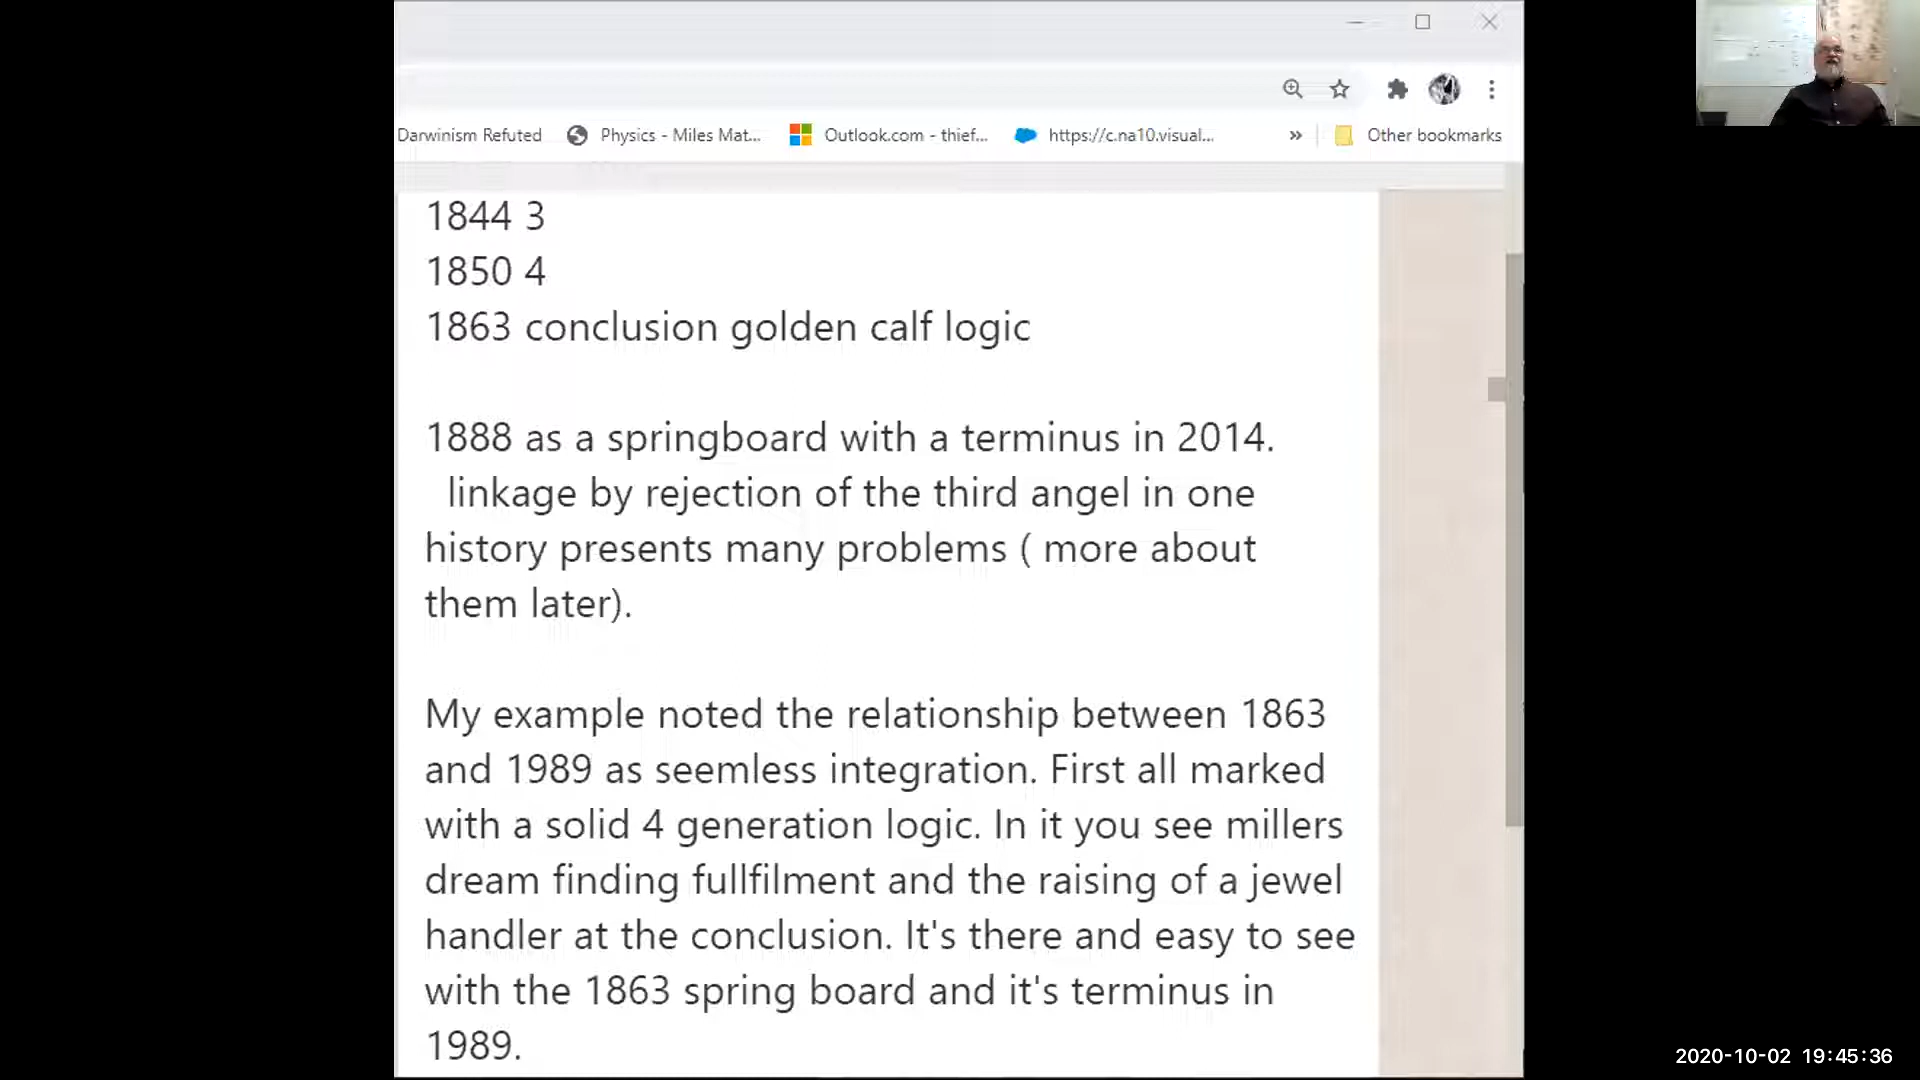 Darwinism Refuted Physics - Miles Mat... Outlook.com - thief... https://c.na10.visual... » Other bookmarks
1844 3
1850 4
1863 conclusion golden calf logic
1888 as a springboard with a terminus in 2014.
linkage by rejection of the third angel in one
history presents many problems ( more about
them later).
My example noted the relationship between 1863
and 1989 as seemless integration. First all marked
with a solid 4 generation logic. In it you see millers
dream finding fullfilment and the raising of a jewel
handler at the conclusion. It's there and easy to see
with the 1863 spring board and it's terminus in
1989.
2020-10-02 19:45:36